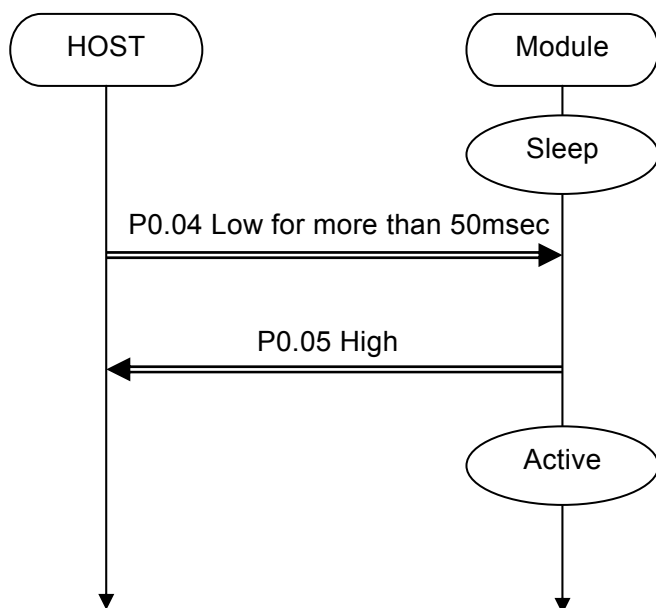 HOST
Module
Sleep
P0.04 Low for more than 50msec
P0.05 High
Active